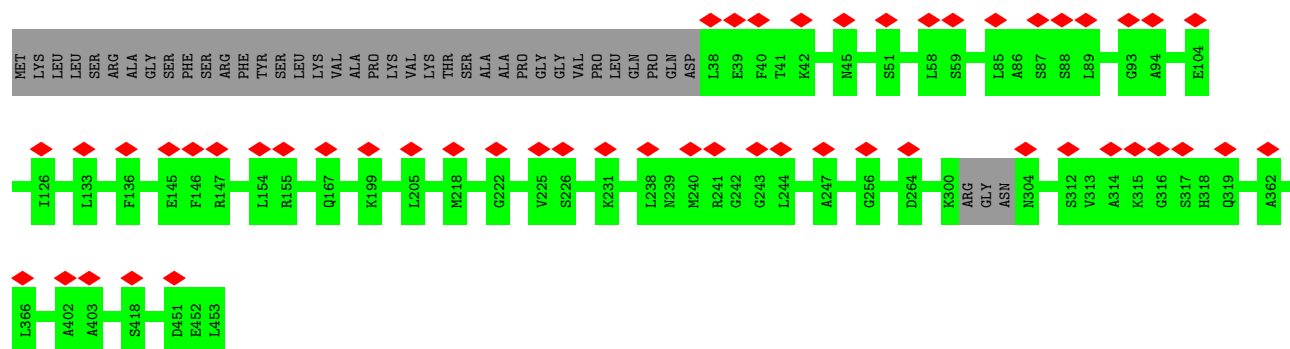 MET LYS LEU LEU SER ARG ALA GLY SER PHE SER ARG PHE TYR SER LEU LYS VAL ALA PRO LYS VAL LYS THR SER ALA ALA PRO GLY GLY VAL PRO LEU GLN PRO GLN ASP L38 E39 F40 T41 K42 N45 S51 L58 S59 L85 A86 S87 S88 L89 G93 A94 E104
I126 L133 F136 E145 F146 R147 L154 R155 Q167 K199 L205 M218 G222 V225 S226 K231 L238 N239 M240 R241 G242 G243 L244 A247 G256 D264 K300 ARG GLY ASN N304 S312 V313 A314 K315 G316 S317 H318 Q319 A362
L366 A402 A403 S418 D451 E452 L453